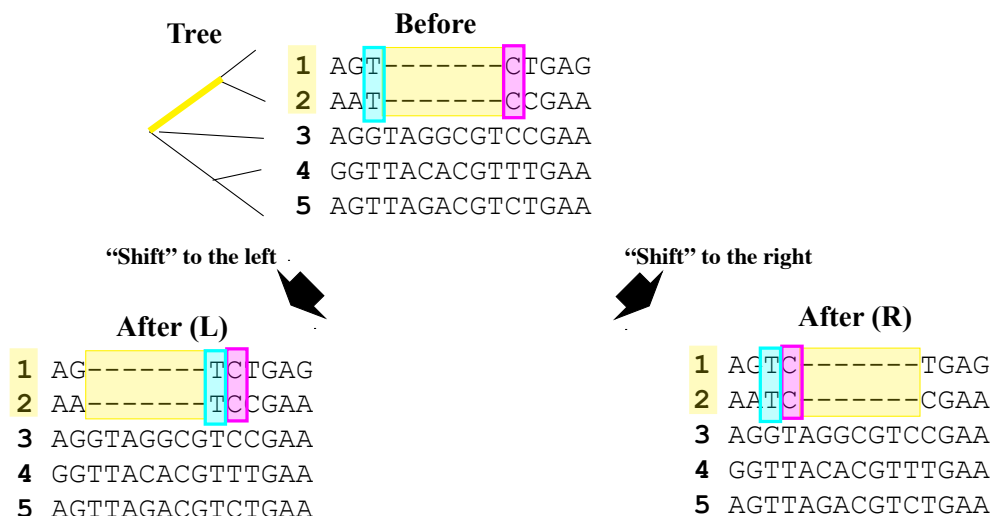 Tree
Before
1 AGT-------CTGAG
2 AAT-------CCGAA
3 AGGTAGGCGTCCGAA
4 GGTTACACGTTTGAA
5 AGTTAGACGTCTGAA
“Shift” to the left
“Shift” to the right
After (L)
1 AG-------TCTGAG
2 AA-------TCCGAA
3 AGGTAGGCGTCCGAA
4 GGTTACACGTTTGAA
5 AGTTAGACGTCTGAA
After (R)
1 AGTC-------TGAG
2 AATC-------CGAA
3 AGGTAGGCGTCCGAA
4 GGTTACACGTTTGAA
5 AGTTAGACGTCTGAA